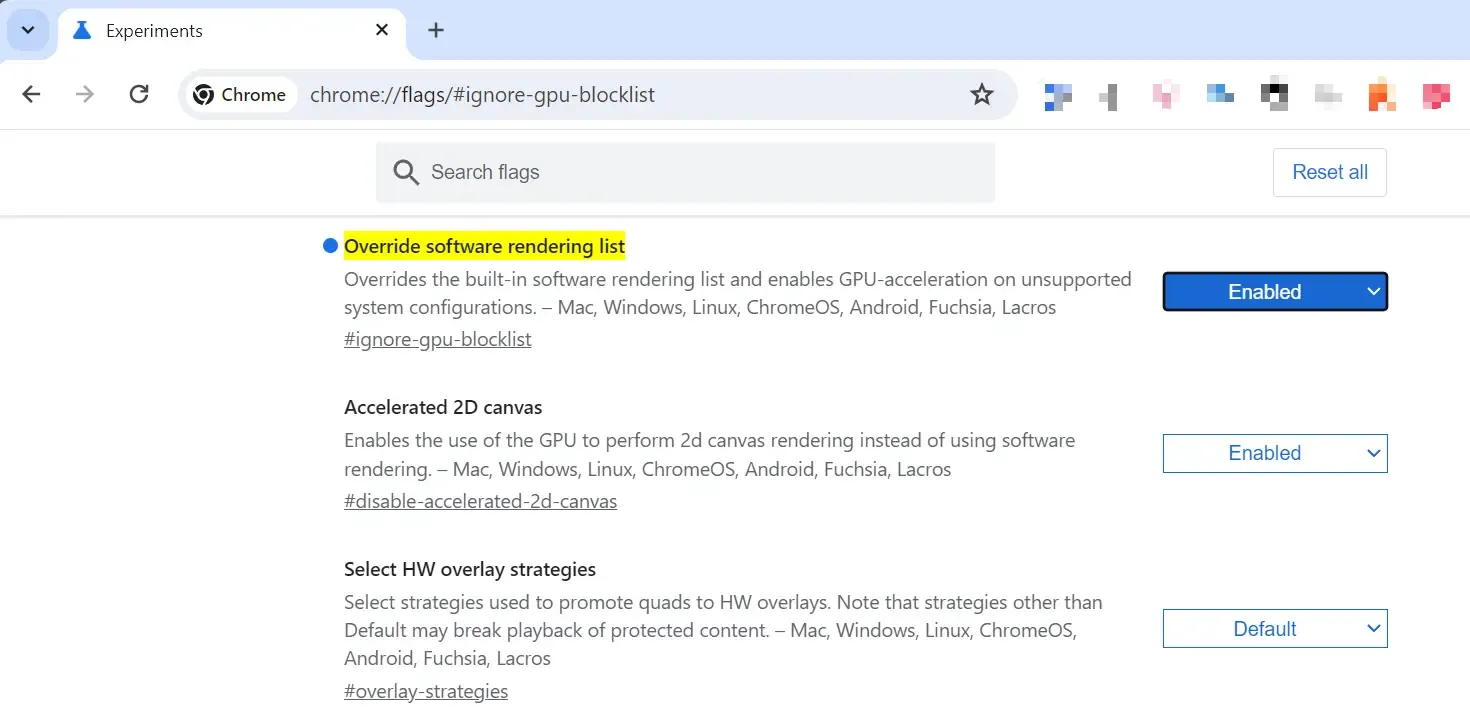 Experiments
Chrome chrome://flags/#ignore-gpu-blocklist
Search flags
Reset all
Override software rendering list
Overrides the built-in software rendering list and enables GPU-acceleration on unsupported
system configurations. – Mac, Windows, Linux, ChromeOS, Android, Fuchsia, Lacros
#ignore-gpu-blocklist
Enabled
Accelerated 2D canvas
Enables the use of the GPU to perform 2d canvas rendering instead of using software
rendering. – Mac, Windows, Linux, ChromeOS, Android, Fuchsia, Lacros
#disable-accelerated-2d-canvas
Enabled
Select HW overlay strategies
Select strategies used to promote quads to HW overlays. Note that strategies other than
Default may break playback of protected content. – Mac, Windows, Linux, ChromeOS,
Android, Fuchsia, Lacros
#overlay-strategies
Default